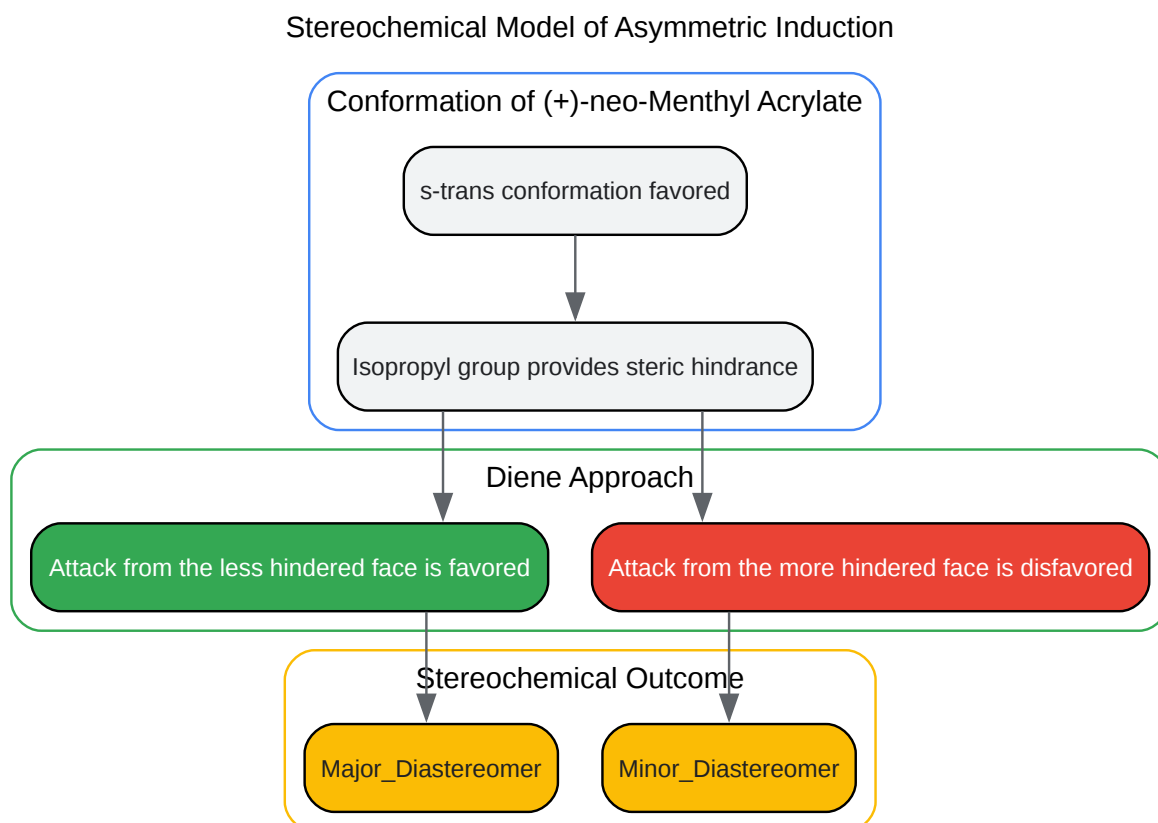 Stereochemical Model of Asymmetric Induction
Conformation of (+)-neo-Menthyl Acrylate
s-trans conformation favored
Isopropyl group provides steric hindrance
Diene Approach
Attack from the less hindered face is favored
Attack from the more hindered face is disfavored
Stereochemical Outcome
Major_Diastereomer
Minor_Diastereomer